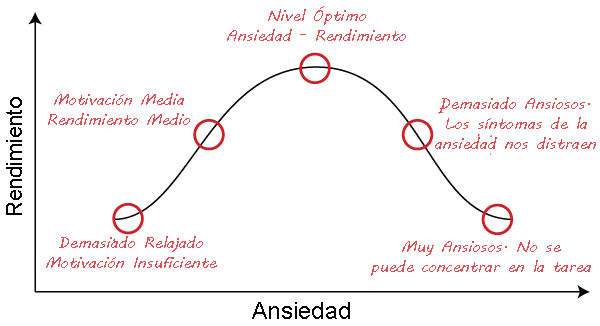 Nivel Óptimo
Ansiedad - Rendimiento
Motivación Media
Rendimiento Medio
Demasiado Ansiosos.
Los síntomas de la
ansiedad nos distraen
Demasiado Relajado
Motivación Insuficiente
Muy Ansiosos. No se
puede concentrar en la tarea
Rendimiento
Ansiedad